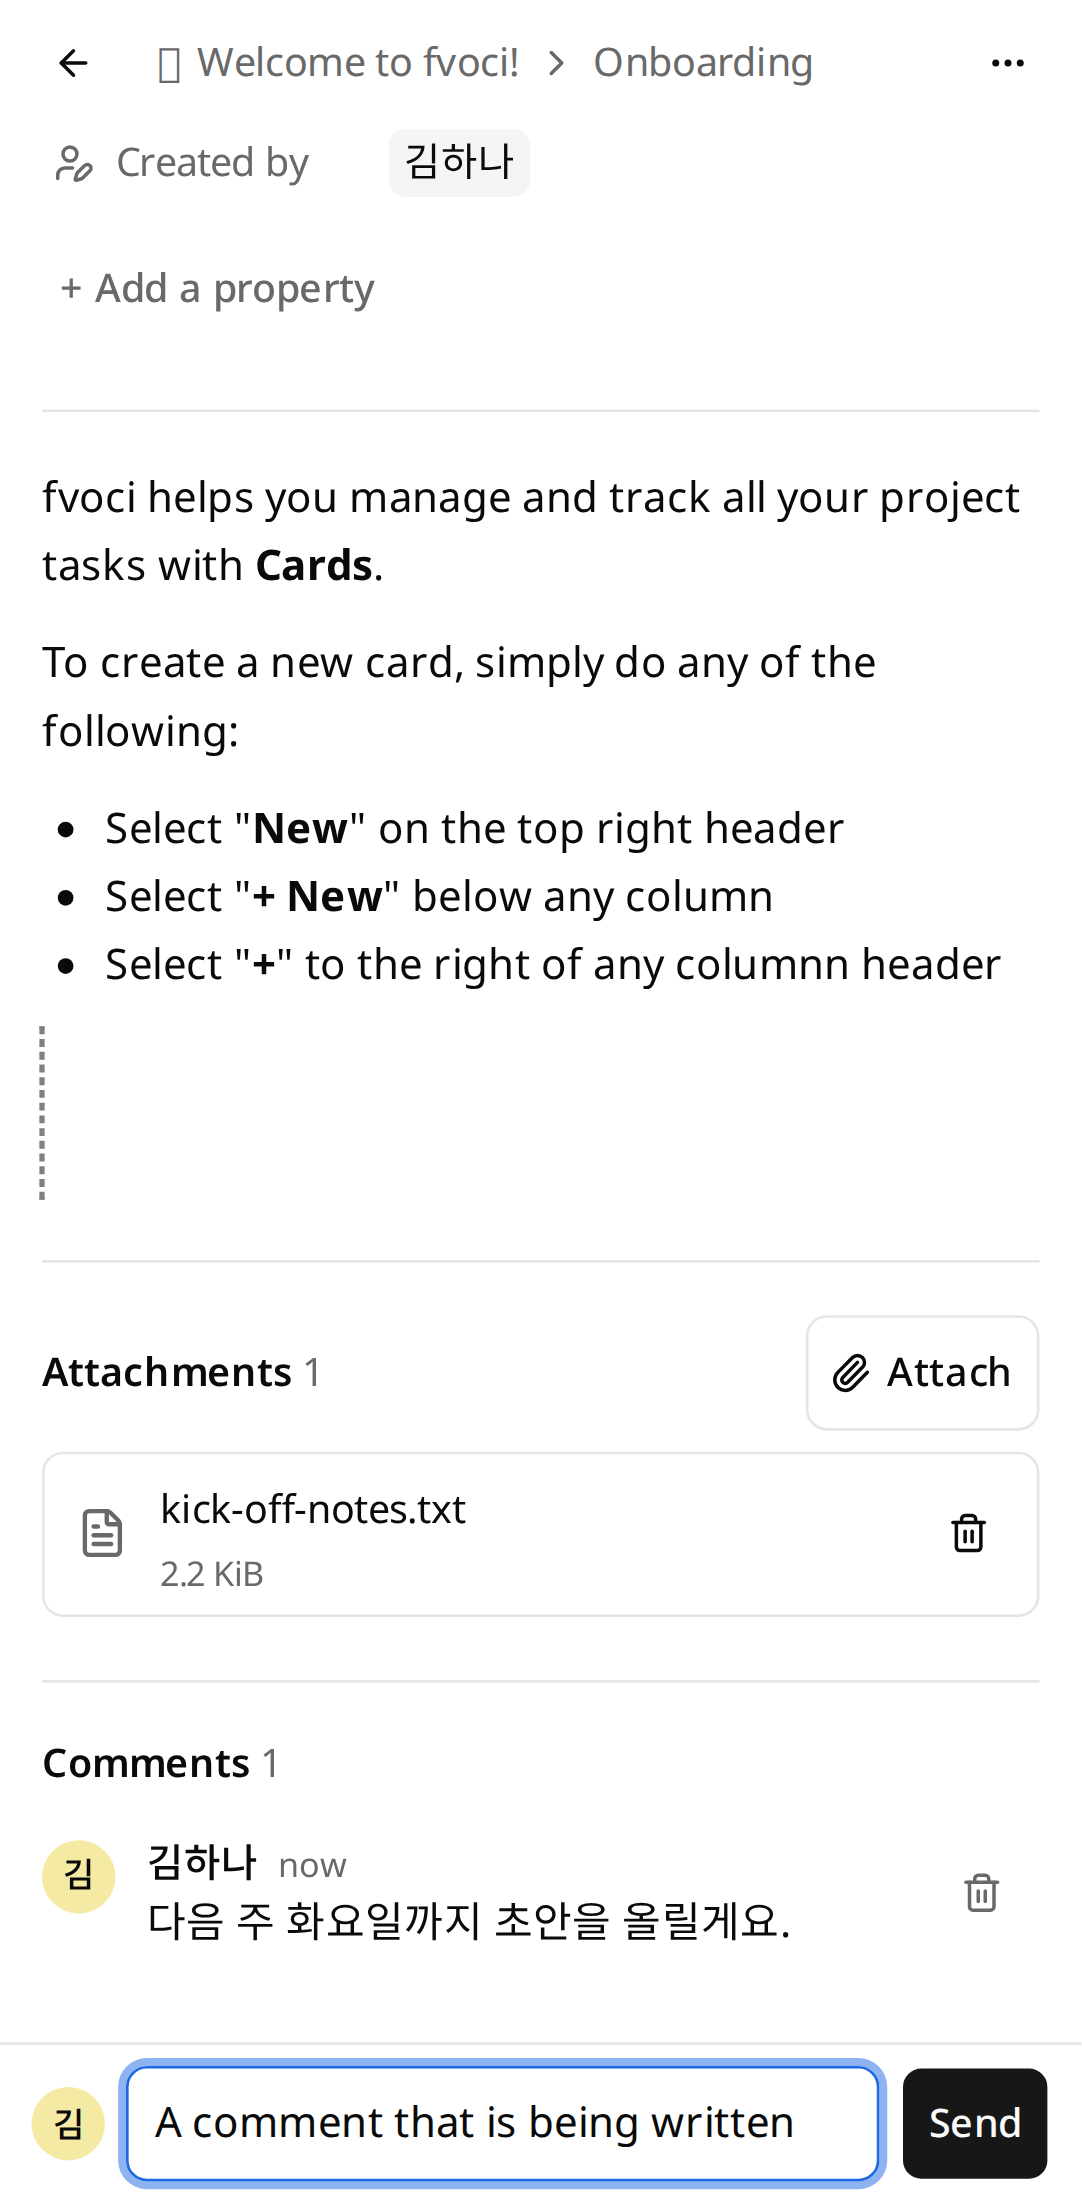 Welcome to fvoci! > Onboarding
Created by 김하나
+ Add a property
fvoci helps you manage and track all your project
tasks with Cards.
To create a new card, simply do any of the
following:
• Select "New" on the top right header
• Select "+ New" below any column
• Select "+" to the right of any columnn header
Attachments 1
Attach
kick-off-notes.txt
2.2 KiB
Comments 1
김
김하나 now
다음 주 화요일까지 초안을 올릴게요.
김
A comment that is being written
Send